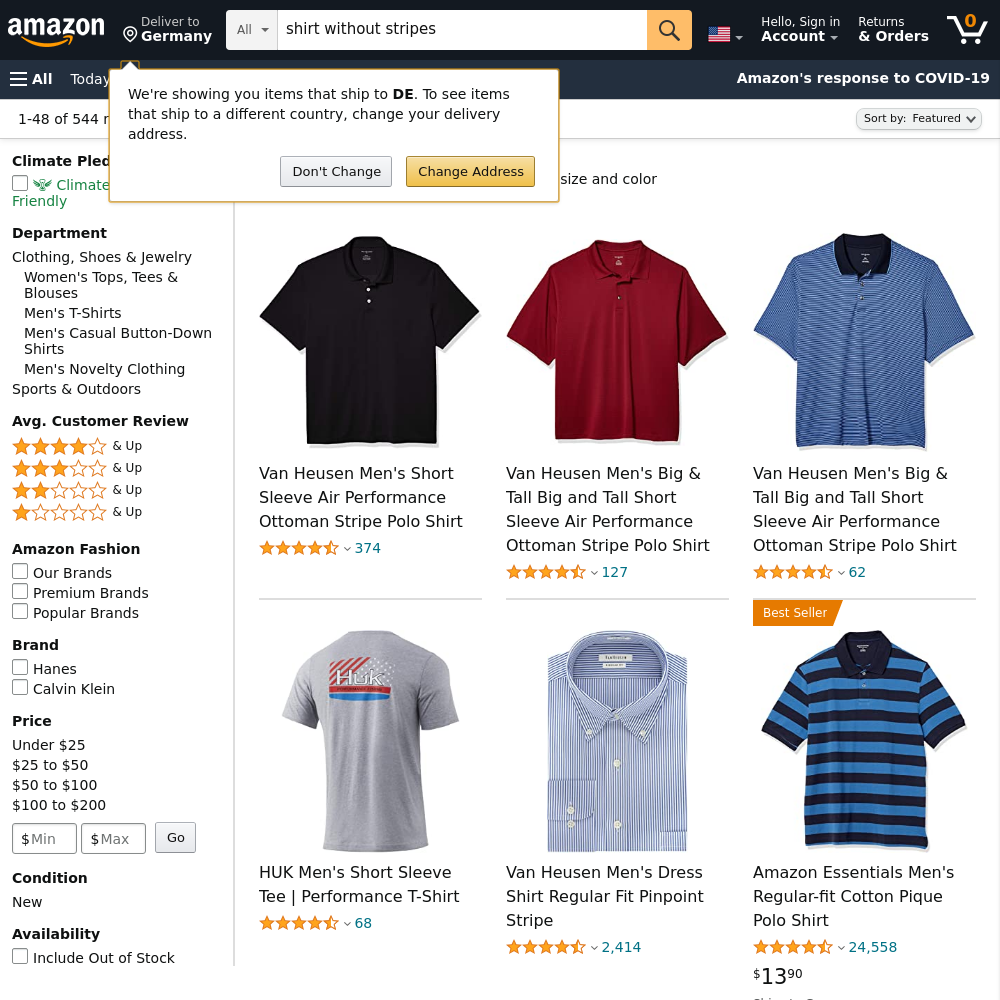 amazon
Deliver to
Germany
All
shirt without stripes
Hello, Sign in
Account
Returns
& Orders
0
All
Today
Amazon's response to COVID-19
We're showing you items that ship to DE. To see items
that ship to a different country, change your delivery
address.
Don't Change
Change Address
1-48 of 544 r
Sort by: Featured
size and color
Climate Pled
Climate
Friendly
Department
Clothing, Shoes & Jewelry
Women's Tops, Tees &
Blouses
Men's T-Shirts
Men's Casual Button-Down
Shirts
Men's Novelty Clothing
Sports & Outdoors
Avg. Customer Review
& Up
& Up
& Up
& Up
Amazon Fashion
Our Brands
Premium Brands
Popular Brands
Brand
Hanes
Calvin Klein
Price
Under $25
$25 to $50
$50 to $100
$100 to $200
$Min
$Max
Go
Condition
New
Availability
Include Out of Stock
Van Heusen Men's Short
Sleeve Air Performance
Ottoman Stripe Polo Shirt
374
Van Heusen Men's Big &
Tall Big and Tall Short
Sleeve Air Performance
Ottoman Stripe Polo Shirt
127
Van Heusen Men's Big &
Tall Big and Tall Short
Sleeve Air Performance
Ottoman Stripe Polo Shirt
62
Huk
HUK Men's Short Sleeve
Tee | Performance T-Shirt
68
Van Heusen Men's Dress
Shirt Regular Fit Pinpoint
Stripe
2,414
Best Seller
Amazon Essentials Men's
Regular-fit Cotton Pique
Polo Shirt
24,558
$1390